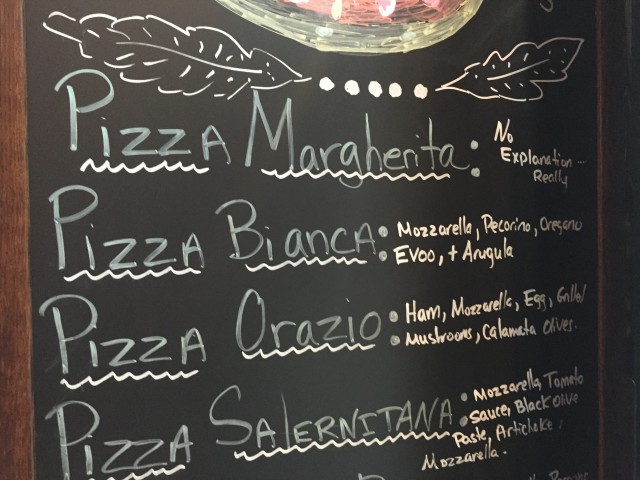 Pizza Margherita: No
Explanation...
Really
Pizza Bianca: Mozzarella, Pecorino, Oregano
Evoo, + Arugula
Pizza Orazio: Ham, Mozzarella, Egg, Grilled
Mushrooms, Calamata Olives.
Pizza Salernitana: Mozzarella, Tomato
Sauce, Black Olive
Paste, Artichoke,
Mozzarella.